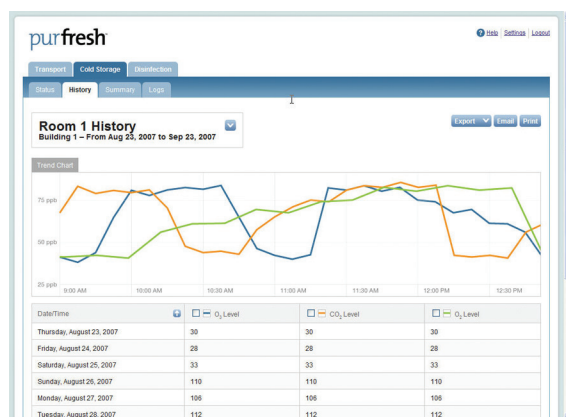 purfresh
Help Settings Logout
Transport Cold Storage Disinfection
Status History Summary Logs
Room 1 History
Building 1 – From Aug 23, 2007 to Sep 23, 2007
Export Email Print
Trend Chart
75 ppb
50 ppb
25 ppb
9:00 AM 10:00 AM 10:30 AM 11:00 AM 11:30 AM 12:00 PM 12:30 PM
Date/Time O₃ Level CO₂ Level O₃ Level
Thursday, August 23, 2007 30 30 30
Friday, August 24, 2007 28 28 28
Saturday, August 25, 2007 33 33 33
Sunday, August 26, 2007 110 110 110
Monday, August 27, 2007 106 106 106
Tuesday, August 28, 2007 112 112 112